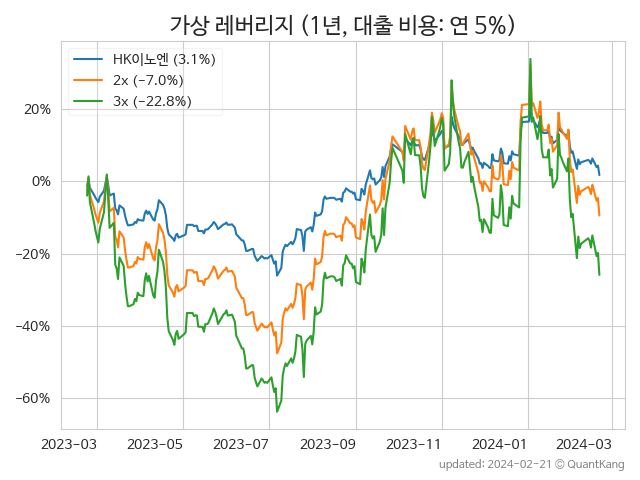 가상 레버리지 (1년, 대출 비용: 연 5%)
HK이노엔 (3.1%)
2x (−7.0%)
3x (−22.8%)
20%
0%
−20%
−40%
−60%
2023-03 2023-05 2023-07 2023-09 2023-11 2024-01 2024-03
updated: 2024-02-21 © QuantKang